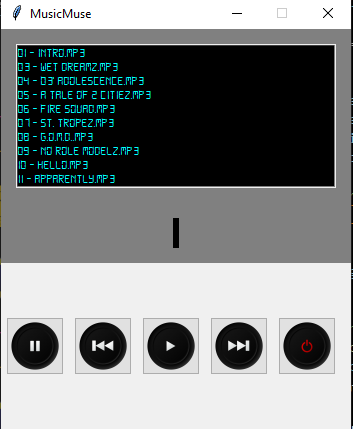 MusicMuse
01 - INTRO.MP3
03 - WET DREAMZ.MP3
04 - 03' ADOLESCENCE.MP3
05 - A TALE OF 2 CITIEZ.MP3
06 - FIRE SQUAD.MP3
07 - ST. TROPEZ.MP3
08 - G.O.M.D..MP3
09 - NO ROLE MODELZ.MP3
10 - HELLO.MP3
11 - APPARENTLY.MP3